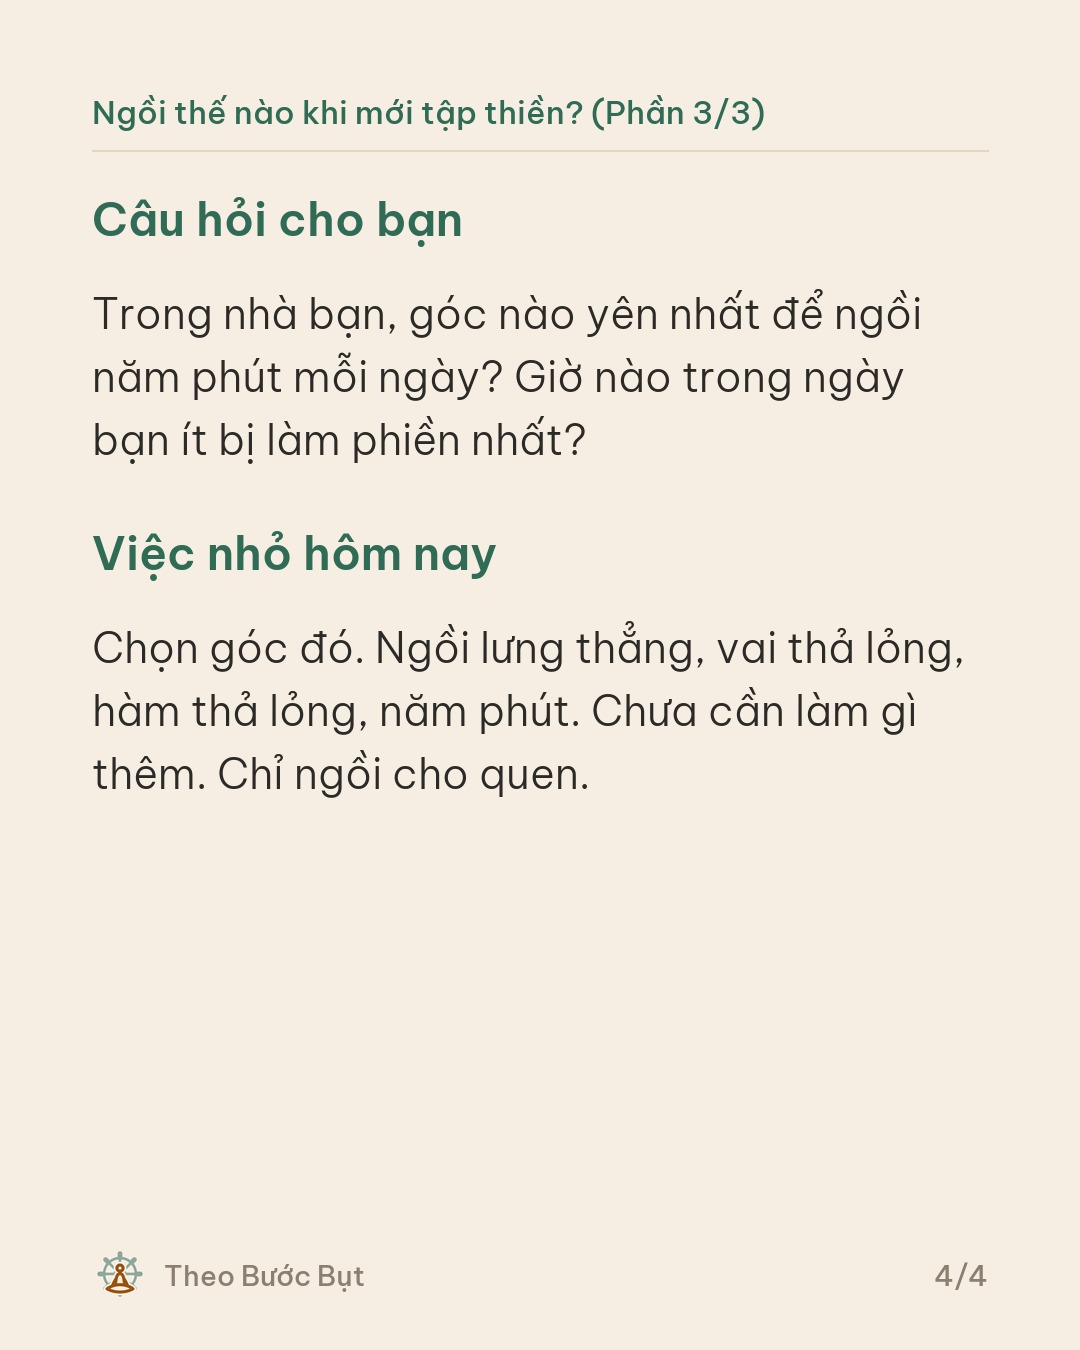 Ngồi thế nào khi mới tập thiền? (Phần 3/3)
Câu hỏi cho bạn
Trong nhà bạn, góc nào yên nhất để ngồi
năm phút mỗi ngày? Giờ nào trong ngày
bạn ít bị làm phiền nhất?
Việc nhỏ hôm nay
Chọn góc đó. Ngồi lưng thẳng, vai thả lỏng,
hàm thả lỏng, năm phút. Chưa cần làm gì
thêm. Chỉ ngồi cho quen.
Theo Bước Bụt
4/4